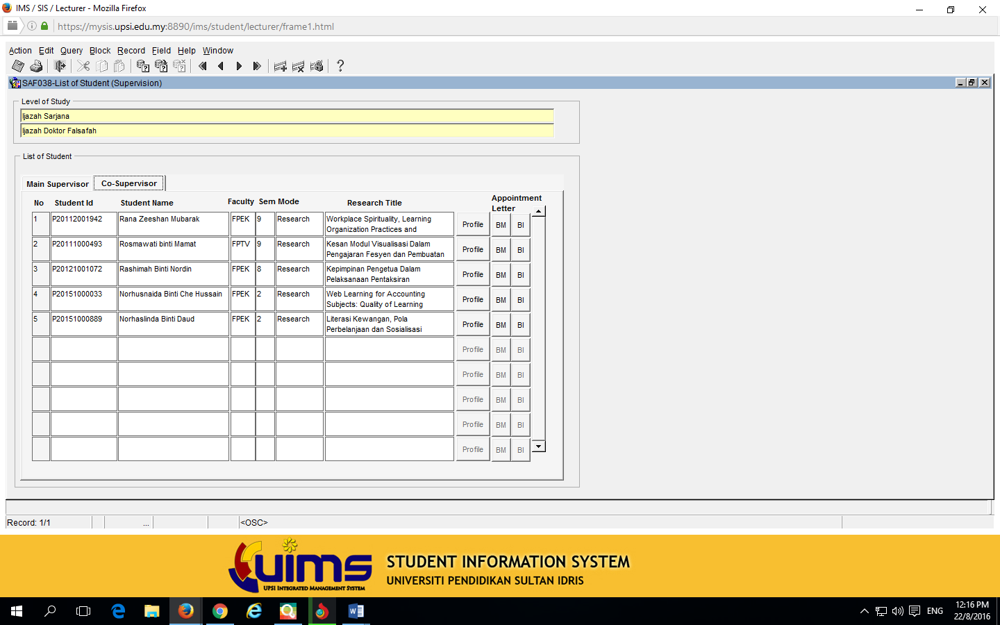 IMS / SIS / Lecturer - Mozilla Firefox
https://mysis.upsi.edu.my:8890/ims/student/lecturer/frame1.html
Action Edit Query Block Record Field Help Window
SAF038-List of Student (Supervision)
Level of Study
Ijazah Sarjana
Ijazah Doktor Falsafah
List of Student
Main Supervisor Co-Supervisor
No Student Id Student Name Faculty Sem Mode Research Title Appointment Letter
1 P20112001942 Rana Zeeshan Mubarak FPEK 9 Research Workplace Spirituality, Learning Profile BM BI
Organization Practices and
2 P20111000493 Rosmawati binti Mamat FPTV 9 Research Kesan Modul Visualisasi Dalam Profile BM BI
Pengajaran Fesyen dan Pembuatan
3 P20121001072 Rashimah Binti Nordin FPEK 8 Research Kepimpinan Pengetua Dalam Profile BM BI
Pelaksanaan Pentaksiran
4 P20151000033 Norhusnaida Binti Che Hussain FPEK 2 Research Web Learning for Accounting Profile BM BI
Subjects: Quality of Learning
5 P20151000889 Norhaslinda Binti Daud FPEK 2 Research Literasi Kewangan, Pola Profile BM BI
Perbelanjaan dan Sosialisasi
Profile BM BI
Profile BM BI
Profile BM BI
Profile BM BI
Profile BM BI
Record: 1/1 ... <OSC>
UIMS
UPSI INTEGRATED MANAGEMENT SYSTEM
STUDENT INFORMATION SYSTEM
UNIVERSITI PENDIDIKAN SULTAN IDRIS
ENG
12:16 PM
22/8/2016